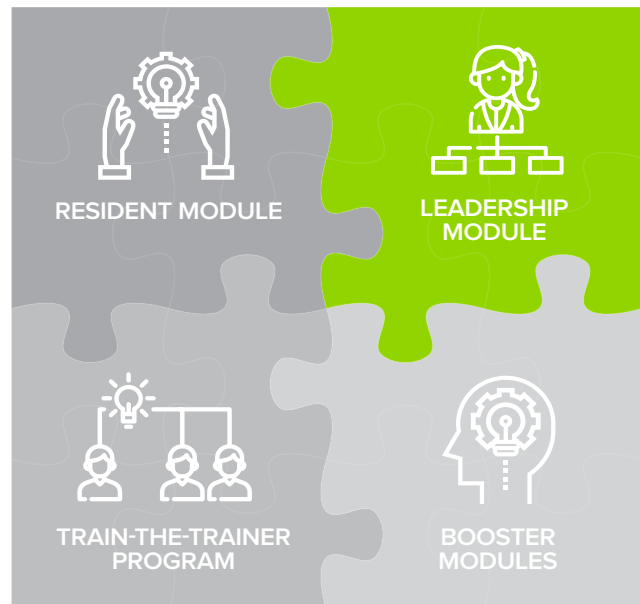 RESIDENT MODULE
LEADERSHIP
MODULE
TRAIN-THE-TRAINER
PROGRAM
BOOSTER
MODULES